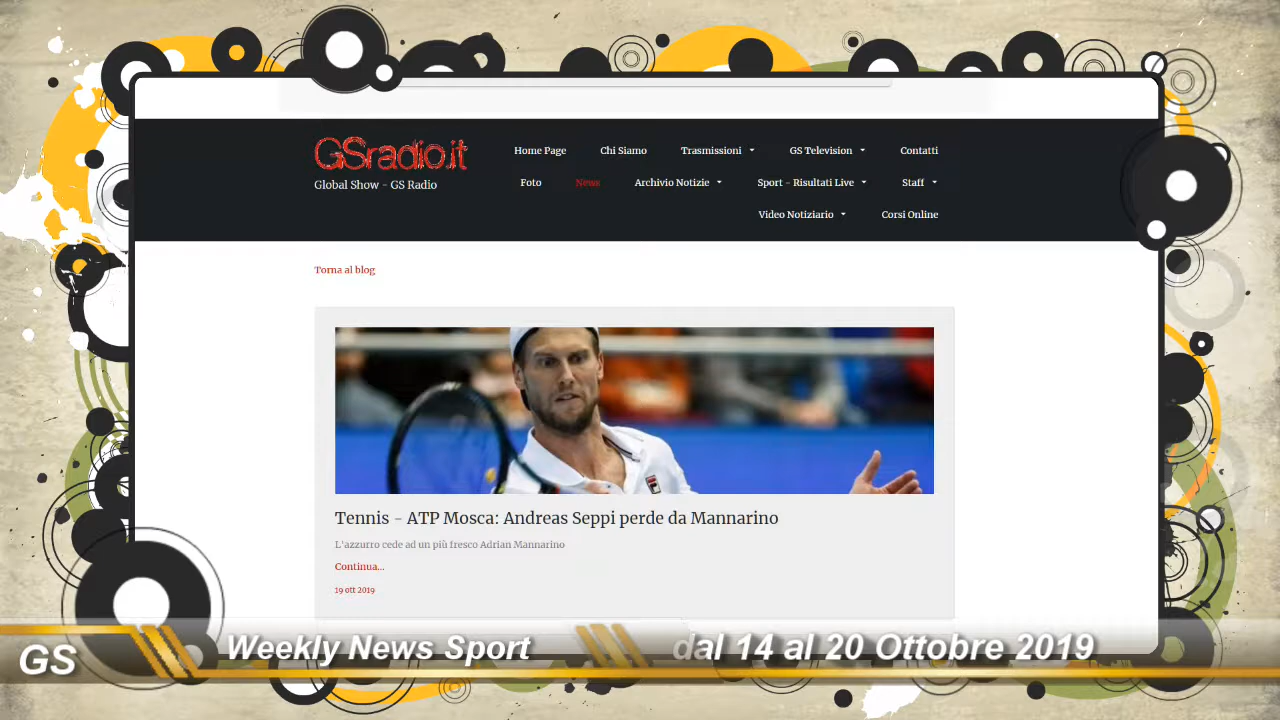 GSradio.it
Global Show - GS Radio
Home Page Chi Siamo Trasmissioni GS Television Contatti
Foto News Archivio Notizie Sport - Risultati Live Staff
Video Notiziario Corsi Online
Torna al blog
Tennis - ATP Mosca: Andreas Seppi perde da Mannarino
L'azzurro cede ad un più fresco Adrian Mannarino
Continua...
19 ott 2019
GS Weekly News Sport dal 14 al 20 Ottobre 2019